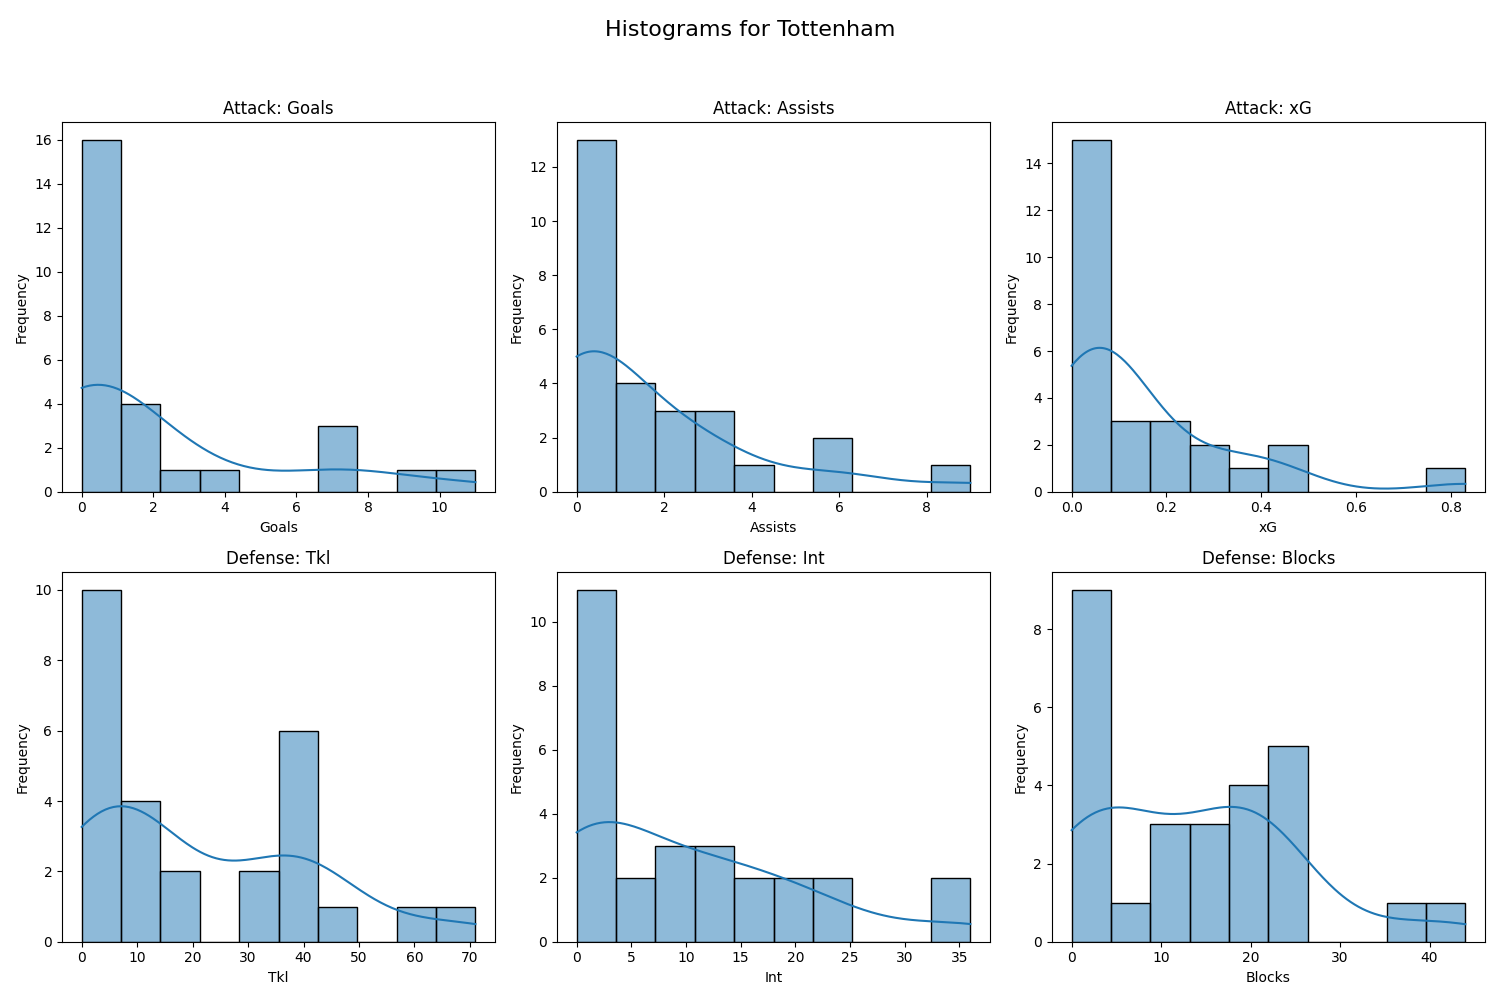 Histograms for Tottenham
Attack: Goals
Attack: Assists
Attack: xG
Frequency
16
14
12
10
8
6
4
2
0
0 2 4 6 8 10
Goals
Frequency
12
10
8
6
4
2
0
0 2 4 6 8
Assists
Frequency
14
12
10
8
6
4
2
0
0.0 0.2 0.4 0.6 0.8
xG
Defense: Tkl
Defense: Int
Defense: Blocks
Frequency
10
8
6
4
2
0
0 10 20 30 40 50 60 70
Tkl
Frequency
10
8
6
4
2
0
0 5 10 15 20 25 30 35
Int
Frequency
8
6
4
2
0
0 10 20 30 40
Blocks